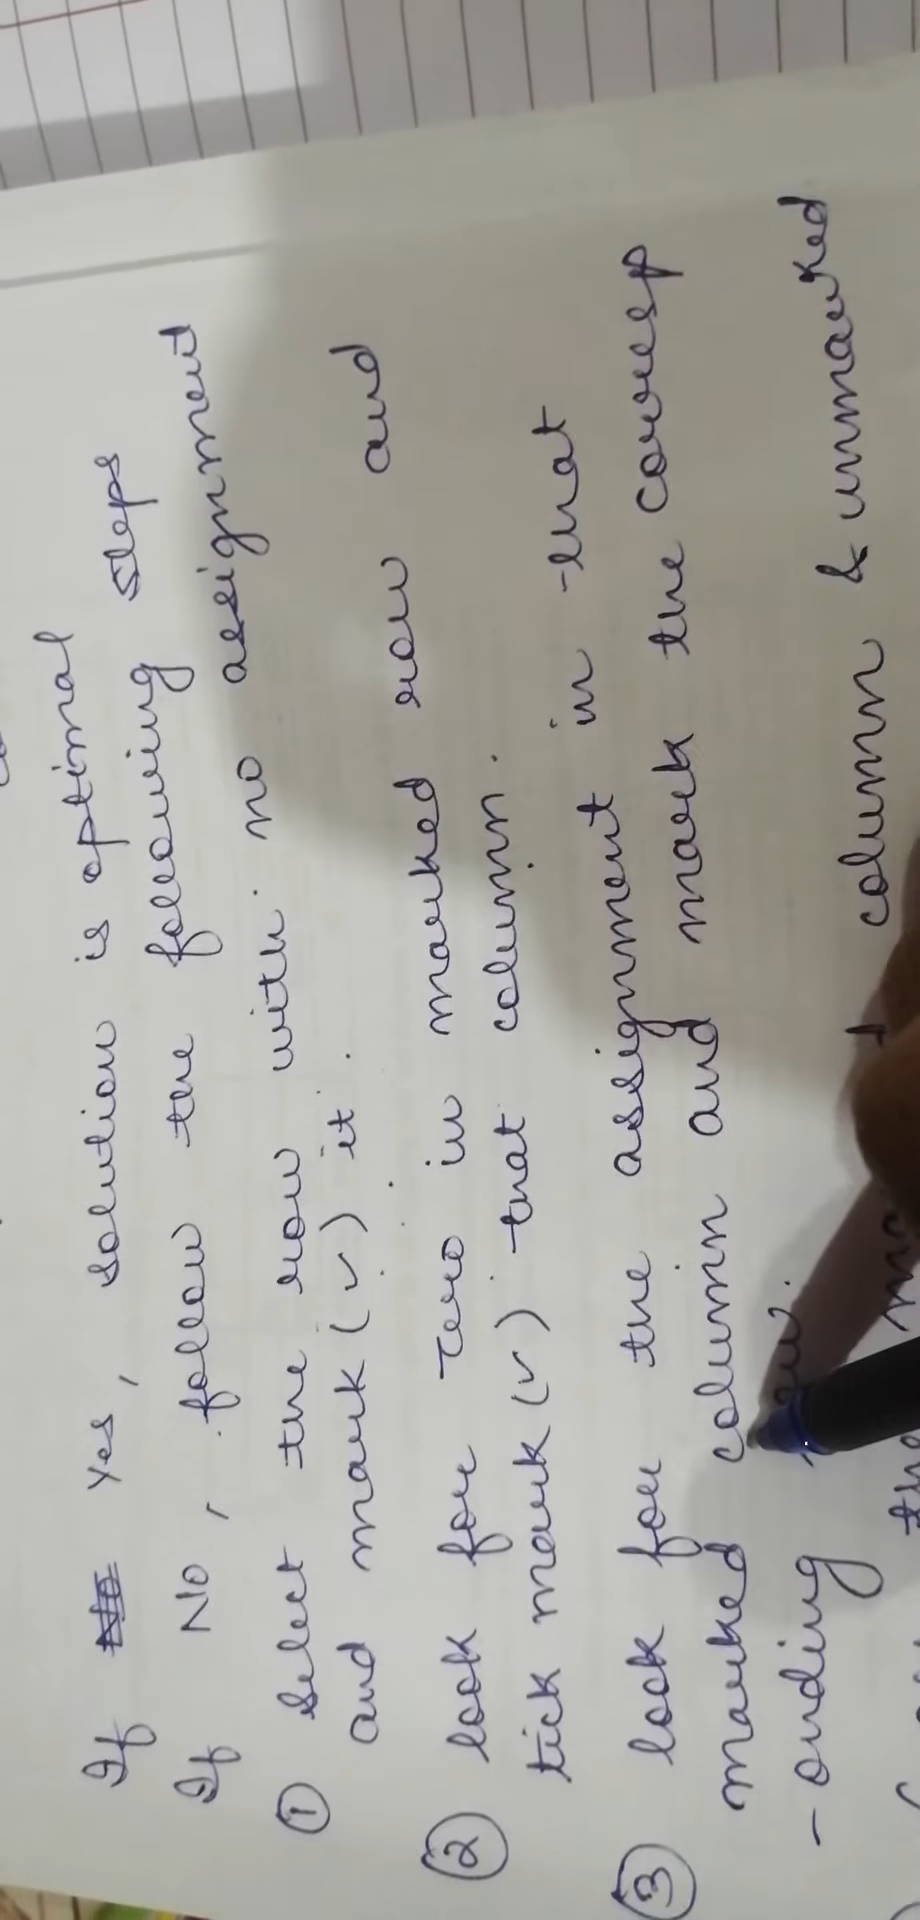 If Yes, solution is optimal
If No, follow the following steps
① Select the row with no assignment
and mark (✓) it.
② look for zero in marked row and
tick mark (✓) that column.
③ look for the assignment in that
marked column and mark the corresp
-onding row.
column & unmarked
the